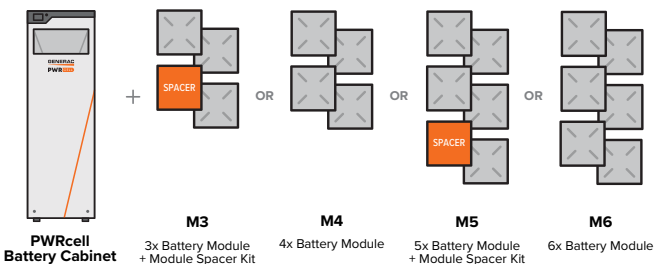 GENERAC
PWRcell
+
SPACER
OR
OR
SPACER
OR
PWRcell
Battery Cabinet
M3
3x Battery Module
+ Module Spacer Kit
M4
4x Battery Module
M5
5x Battery Module
+ Module Spacer Kit
M6
6x Battery Module